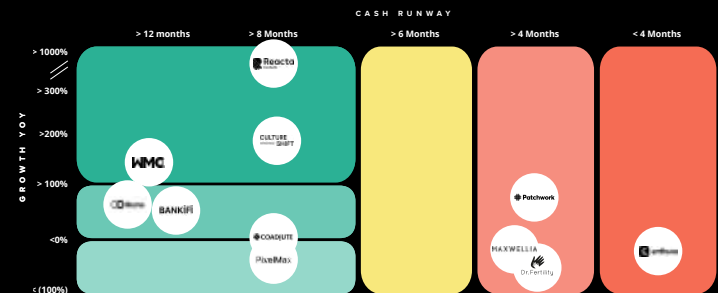 CASH RUNWAY
> 12 months
> 8 Months
> 6 Months
> 4 Months
< 4 Months
GROWTH YOY
> 1000%
> 300%
>200%
> 100%
<0%
< (100%)
Reacta
CULTURE
SHIFT
WMC
BANKiFi
COADJUTE
PixelMax
Patchwork
MAXWELLIA
Dr.Fertility